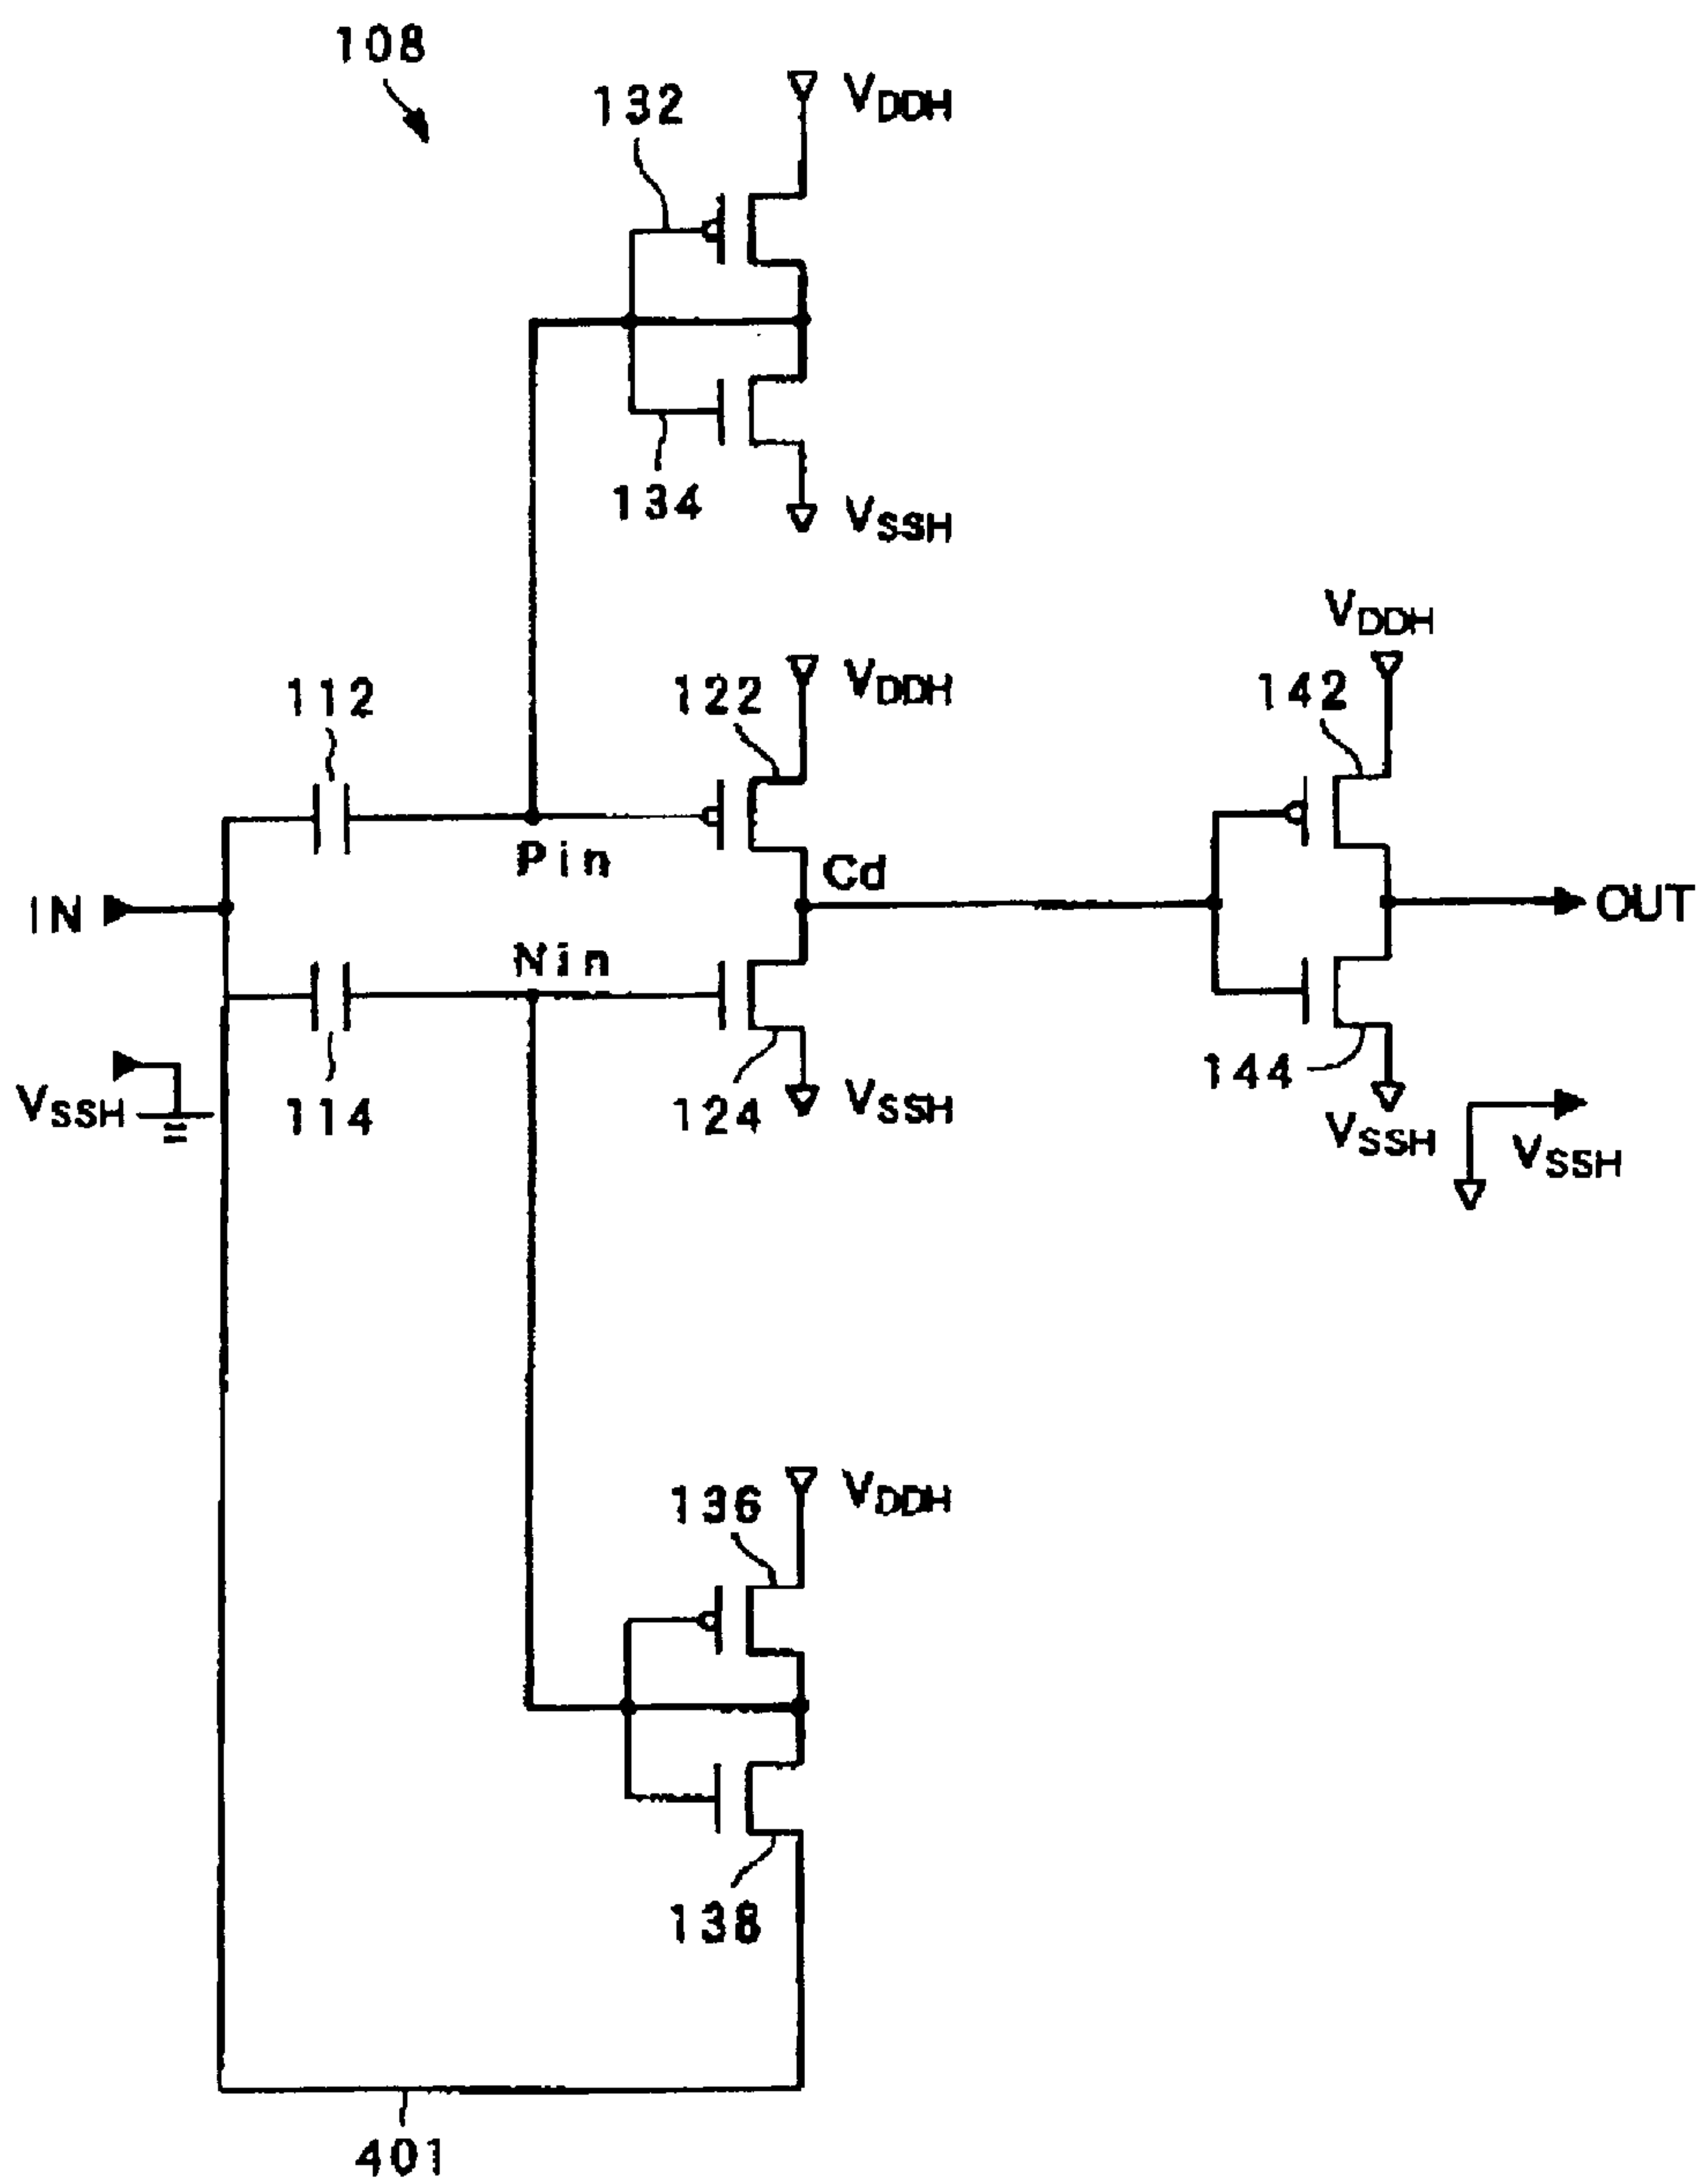 108
132
VDDH
134
VSSH
VDDH
112
122
VDDH
142
Pin
Cd
IN
OUT
Nin
VSSH
114
124
VSSH
144
VSSH
VSSH
136
VDDH
138
401